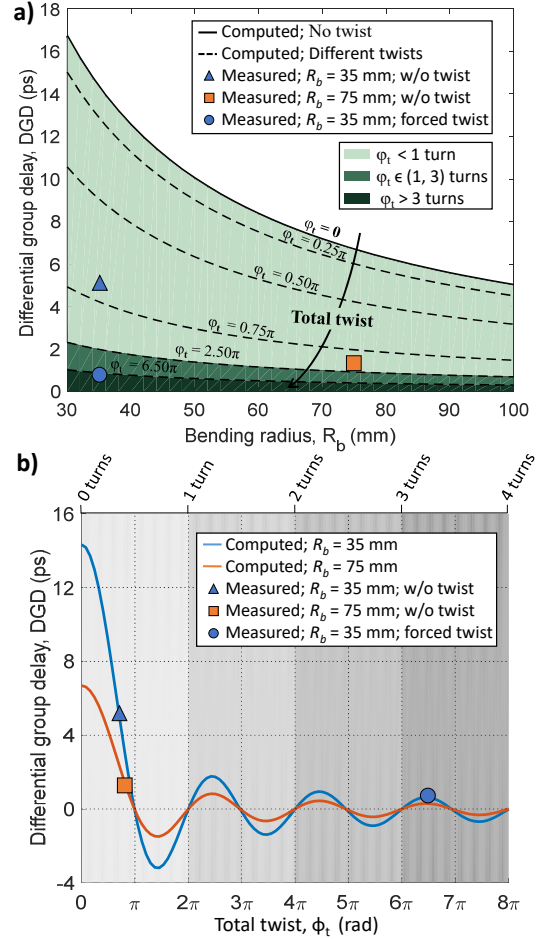 a)
18
16
14
12
10
8
6
4
2
0
Differential group delay, DGD (ps)
Computed; No twist
Computed; Different twists
Measured; R_b = 35 mm; w/o twist
Measured; R_b = 75 mm; w/o twist
Measured; R_b = 35 mm; forced twist
φ_t < 1 turn
φ_t ϵ (1, 3) turns
φ_t > 3 turns
φ_t = 0
φ_t = 0.25π
φ_t = 0.50π
Total twist
φ_t = 0.75π
φ_t = 2.50π
φ_t = 6.50π
30 40 50 60 70 80 90 100
Bending radius, R_b (mm)
b)
0 turns 1 turn 2 turns 3 turns 4 turns
16
12
8
4
0
-4
Differential group delay, DGD (ps)
Computed; R_b = 35 mm
Computed; R_b = 75 mm
Measured; R_b = 35 mm; w/o twist
Measured; R_b = 75 mm; w/o twist
Measured; R_b = 35 mm; forced twist
0 π 2π 3π 4π 5π 6π 7π 8π
Total twist, ϕ_t (rad)